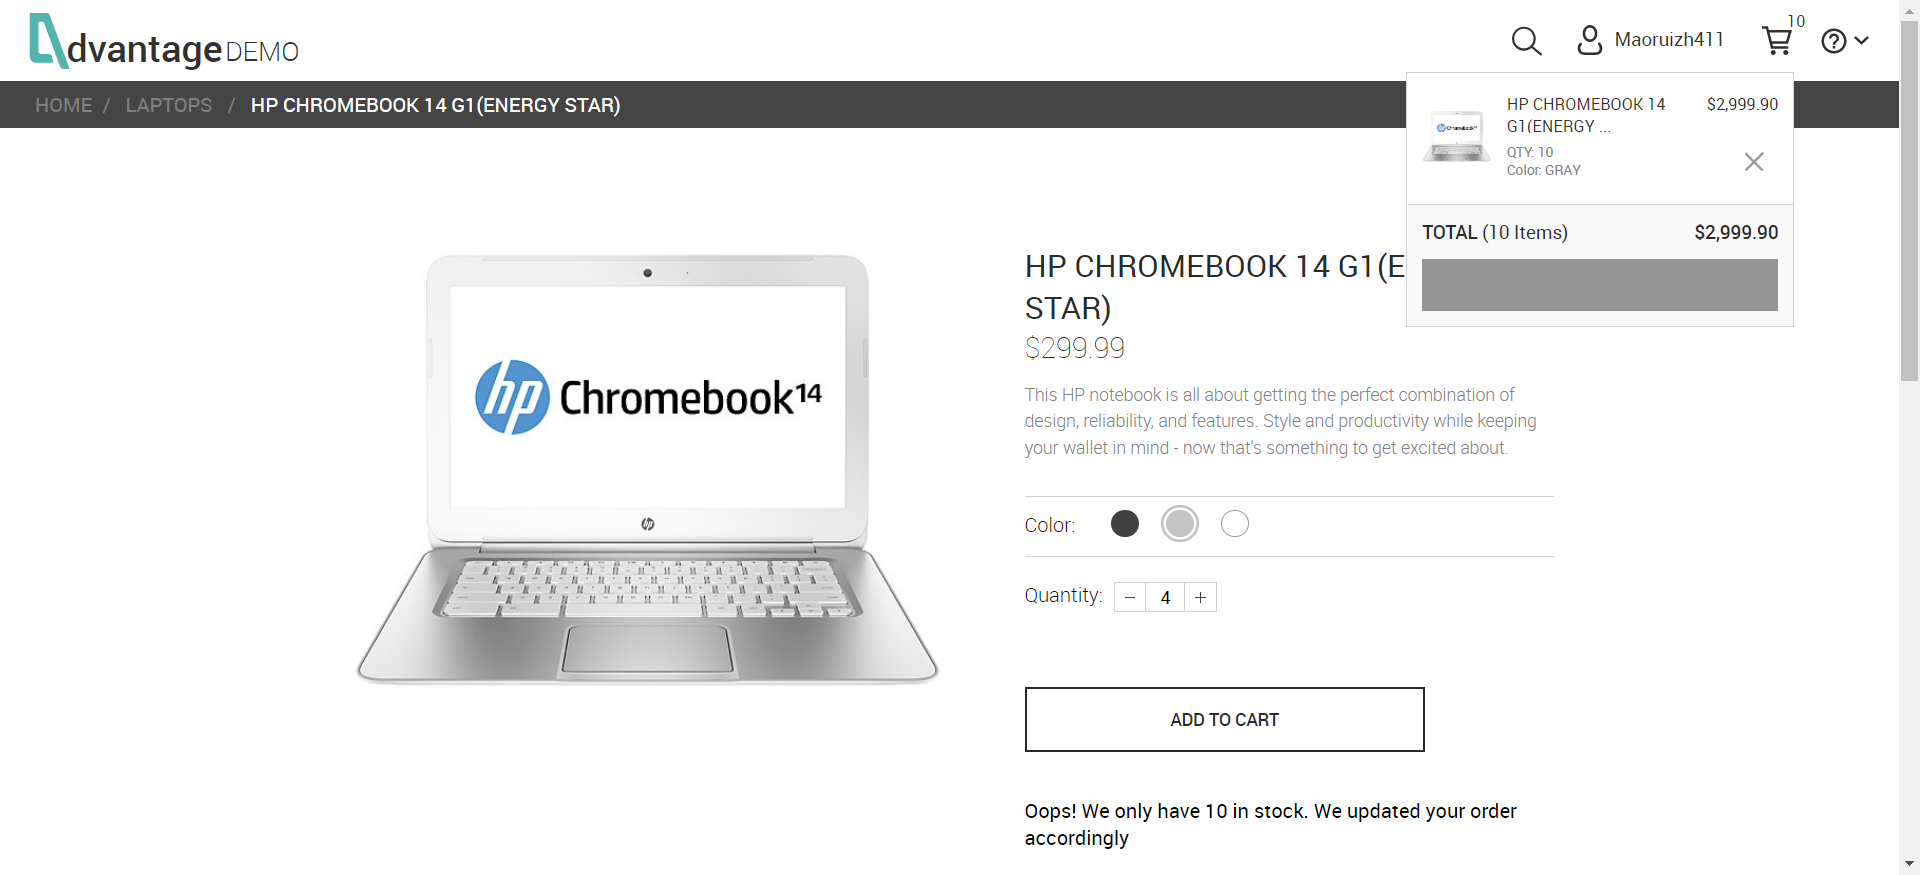 dvantage DEMO
Maoruizh411
10
HOME / LAPTOPS / HP CHROMEBOOK 14 G1(ENERGY STAR)
HP CHROMEBOOK 14 $2,999.90
G1(ENERGY ...
QTY: 10
Color: GRAY
TOTAL (10 Items) $2,999.90
hp Chromebook14
hp
HP CHROMEBOOK 14 G1(E
STAR)
$299.99
This HP notebook is all about getting the perfect combination of
design, reliability, and features. Style and productivity while keeping
your wallet in mind - now that's something to get excited about.
Color:
Quantity: − 4 +
ADD TO CART
Oops! We only have 10 in stock. We updated your order
accordingly